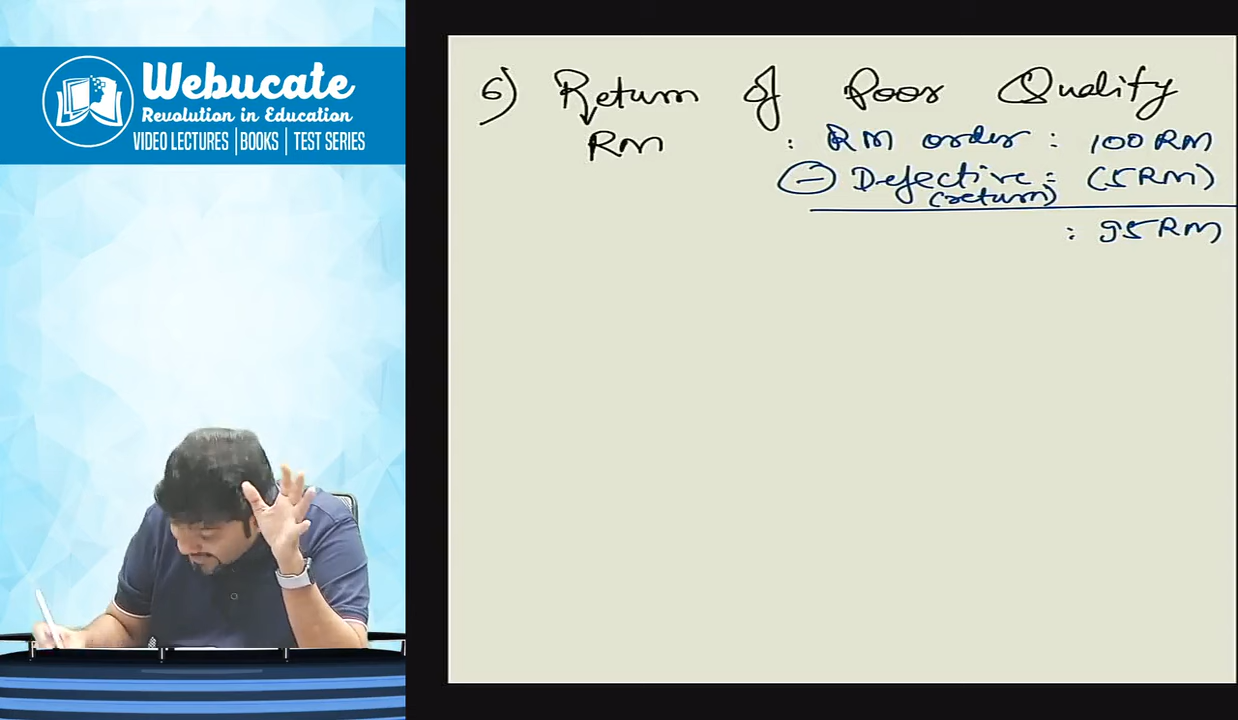 Webucate
Revolution in Education
VIDEO LECTURES | BOOKS | TEST SERIES
6) Return of Poor Quality
RM : RM order : 100 RM
(-) Defective : (5 RM)
(return)
: 95 RM